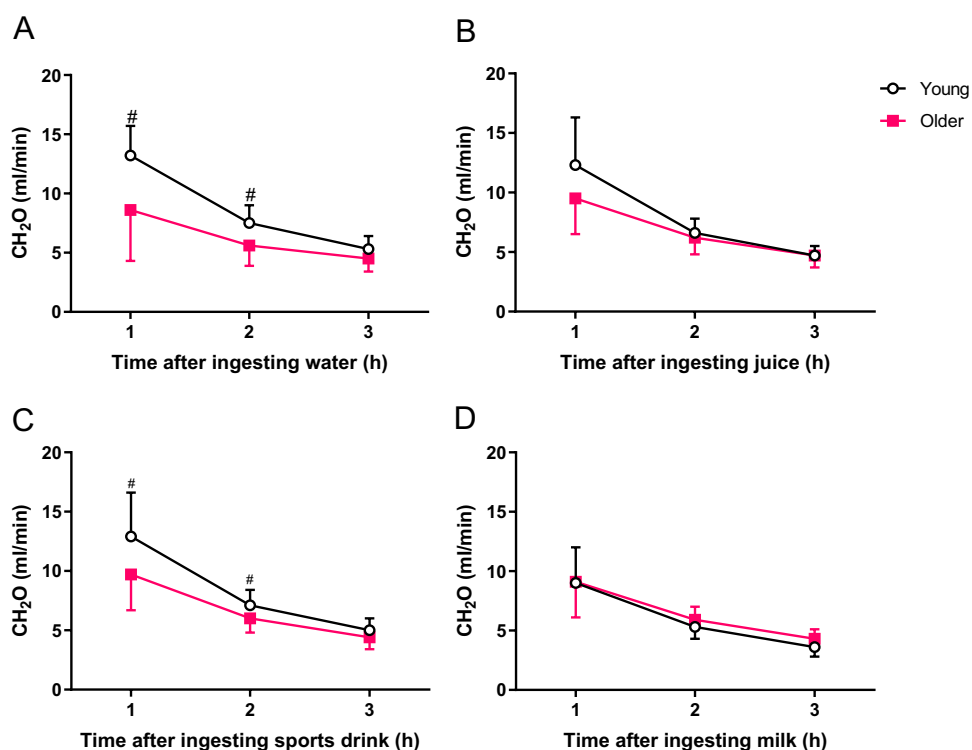 A
20
15
10
5
0
CH₂O (ml/min)
#
#
1 2 3
Time after ingesting water (h)
B
20
15
10
5
0
CH₂O (ml/min)
1 2 3
Time after ingesting juice (h)
Young
Older
C
20
15
10
5
0
CH₂O (ml/min)
#
#
1 2 3
Time after ingesting sports drink (h)
D
20
15
10
5
0
CH₂O (ml/min)
1 2 3
Time after ingesting milk (h)